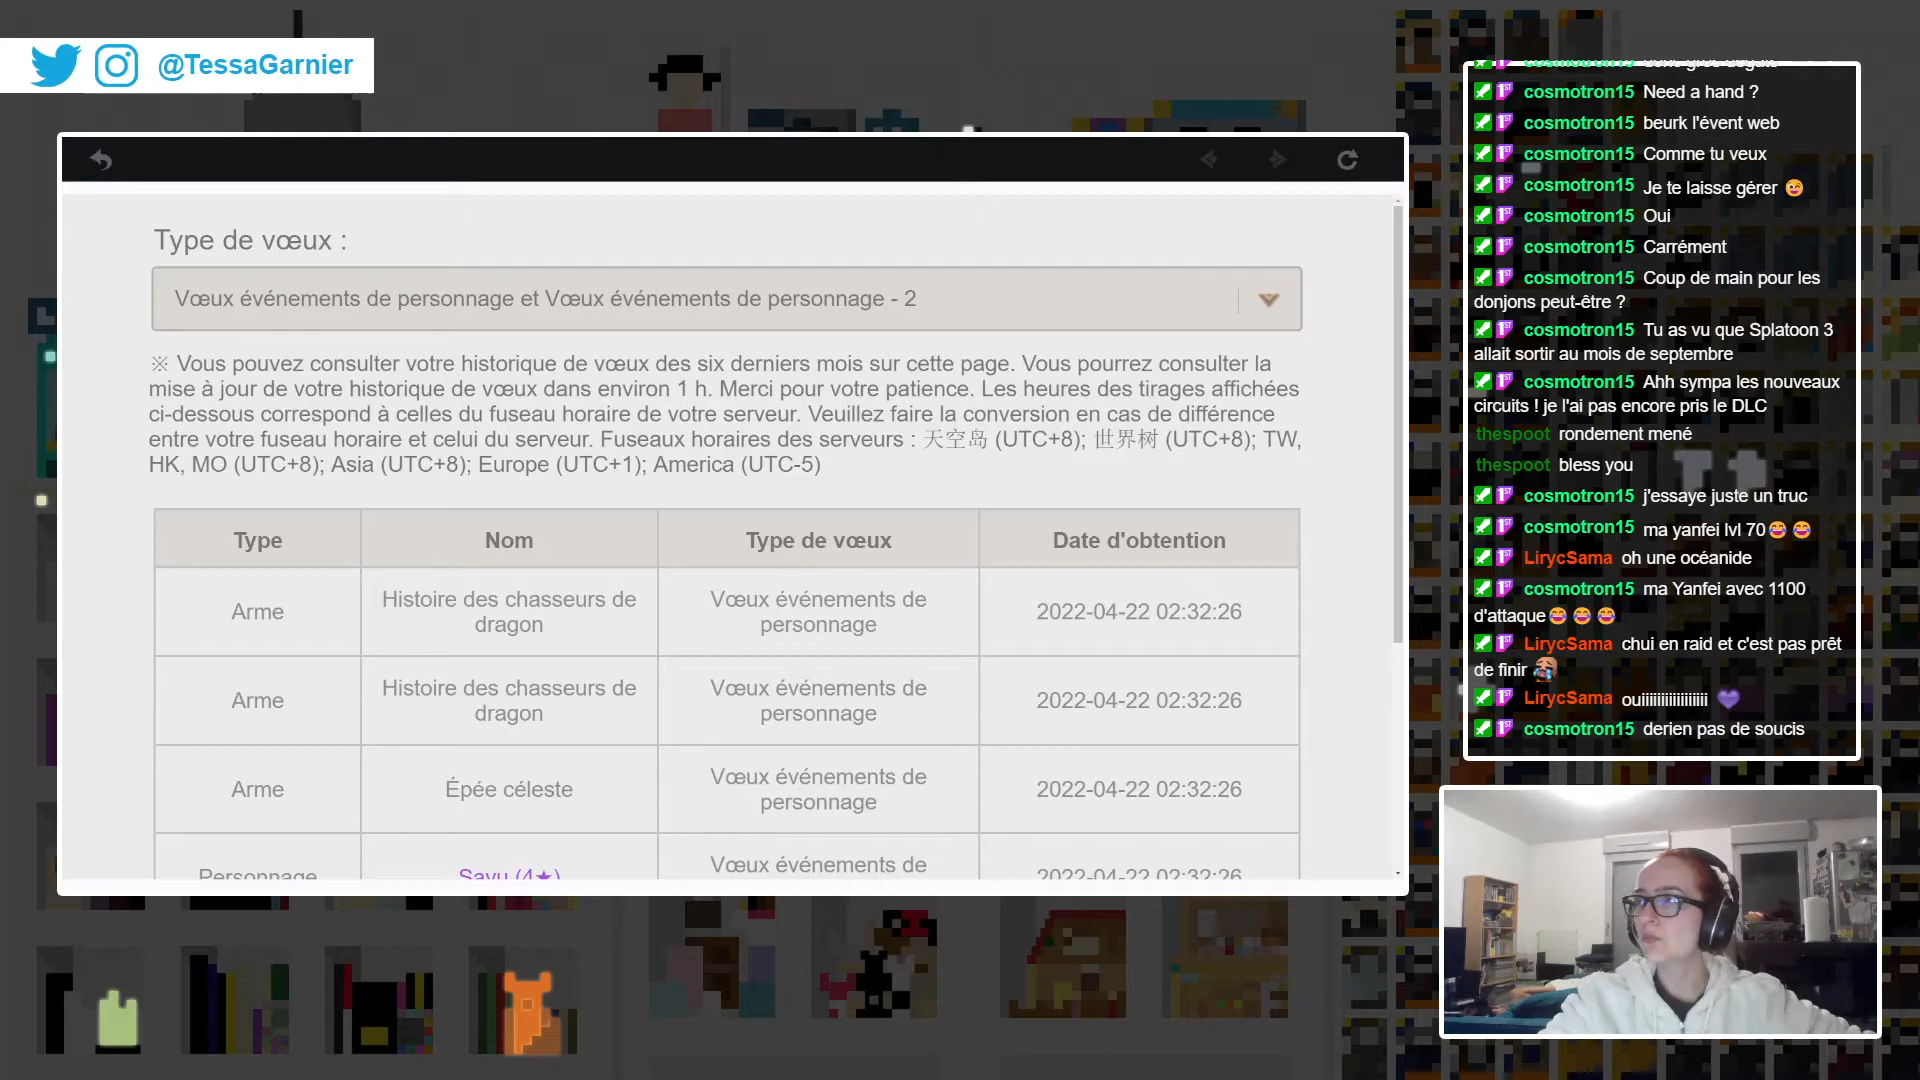 @TessaGarnier
Type de vœux :
Vœux événements de personnage et Vœux événements de personnage - 2
※ Vous pouvez consulter votre historique de vœux des six derniers mois sur cette page. Vous pourrez consulter la
mise à jour de votre historique de vœux dans environ 1 h. Merci pour votre patience. Les heures des tirages affichées
ci-dessous correspond à celles du fuseau horaire de votre serveur. Veuillez faire la conversion en cas de différence
entre votre fuseau horaire et celui du serveur. Fuseaux horaires des serveurs : 天空岛 (UTC+8); 世界树 (UTC+8); TW,
HK, MO (UTC+8); Asia (UTC+8); Europe (UTC+1); America (UTC-5)
Type Nom Type de vœux Date d'obtention
Arme Histoire des chasseurs de dragon Vœux événements de personnage 2022-04-22 02:32:26
Arme Histoire des chasseurs de dragon Vœux événements de personnage 2022-04-22 02:32:26
Arme Épée céleste Vœux événements de personnage 2022-04-22 02:32:26
Personnage Sayu (4★) Vœux événements de 2022-04-22 02:32:26
cosmotron15 Need a hand ?
cosmotron15 beurk l'évent web
cosmotron15 Comme tu veux
cosmotron15 Je te laisse gérer
cosmotron15 Oui
cosmotron15 Carrément
cosmotron15 Coup de main pour les
donjons peut-être ?
cosmotron15 Tu as vu que Splatoon 3
allait sortir au mois de septembre
cosmotron15 Ahh sympa les nouveaux
circuits ! je l'ai pas encore pris le DLC
thespoot rondement mené
thespoot bless you
cosmotron15 j'essaye juste un truc
cosmotron15 ma yanfei lvl 70😂 😂
LirycSama oh une océanide
cosmotron15 ma Yanfei avec 1100
d'attaque😂 😂 😂
LirycSama chui en raid et c'est pas prêt
de finir
LirycSama ouiiiiiiiiiiiiiiiii 💜
cosmotron15 derien pas de soucis